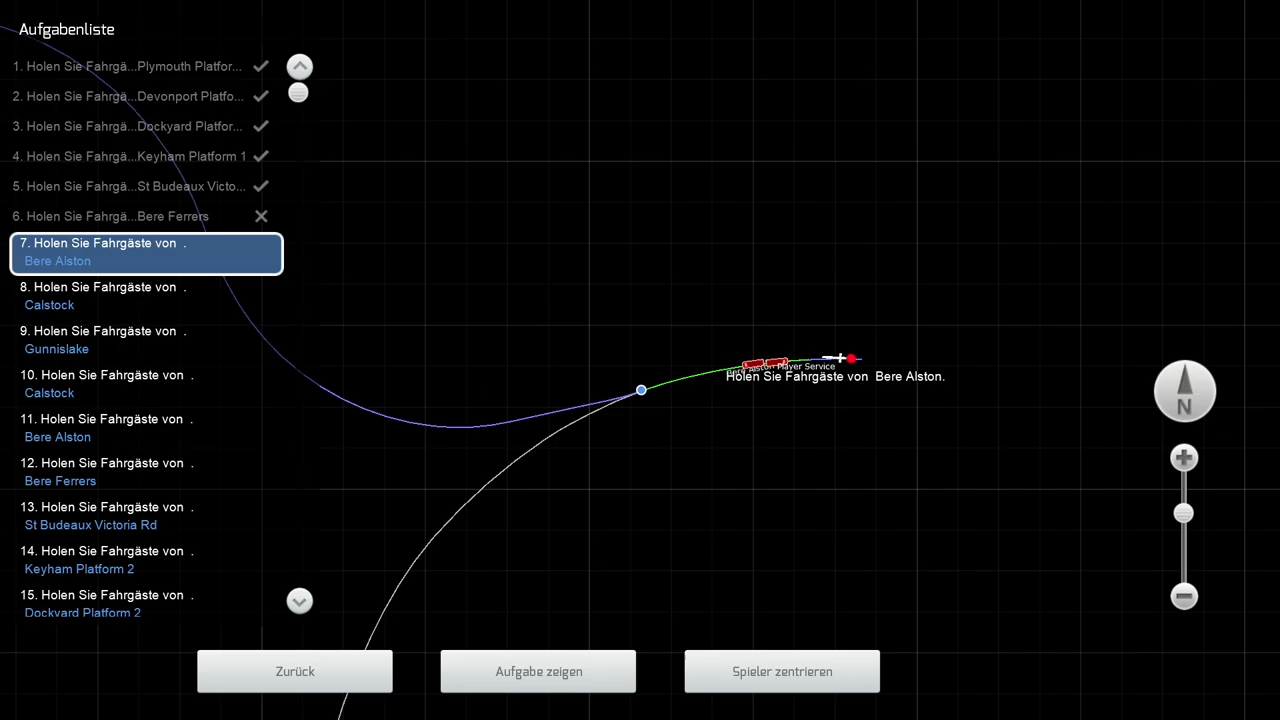 Aufgabenliste
1. Holen Sie Fahrgä...Plymouth Platfor...
2. Holen Sie Fahrgä...Devonport Platfo...
3. Holen Sie Fahrgä...Dockyard Platfor...
4. Holen Sie Fahrgä...Keyham Platform 1
5. Holen Sie Fahrgä...St Budeaux Victo...
6. Holen Sie Fahrgä...Bere Ferrers
7. Holen Sie Fahrgäste von .
Bere Alston
8. Holen Sie Fahrgäste von .
Calstock
9. Holen Sie Fahrgäste von .
Gunnislake
10. Holen Sie Fahrgäste von .
Calstock
11. Holen Sie Fahrgäste von .
Bere Alston
12. Holen Sie Fahrgäste von .
Bere Ferrers
13. Holen Sie Fahrgäste von .
St Budeaux Victoria Rd
14. Holen Sie Fahrgäste von .
Keyham Platform 2
15. Holen Sie Fahrgäste von .
Dockyard Platform 2
Bere Alston Player Service
Holen Sie Fahrgäste von Bere Alston.
N
Zurück
Aufgabe zeigen
Spieler zentrieren